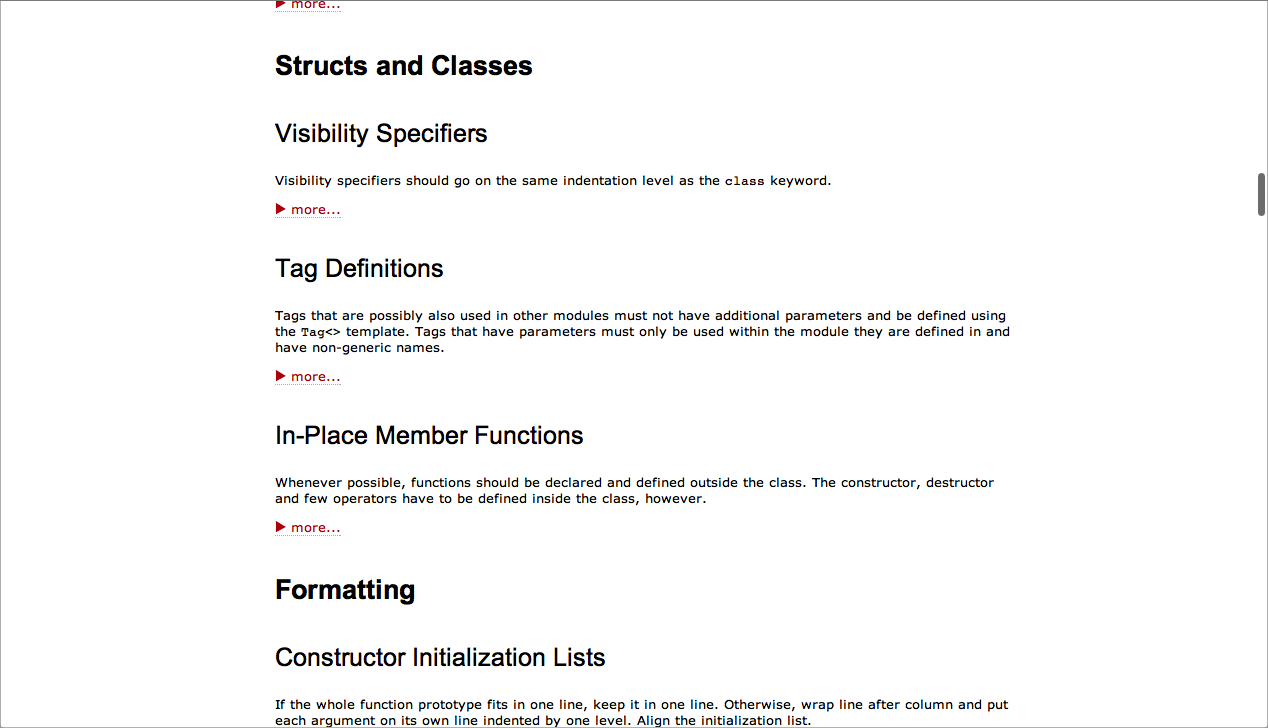 ▶ more...
Structs and Classes
Visibility Specifiers
Visibility specifiers should go on the same indentation level as the class keyword.
▶ more...
Tag Definitions
Tags that are possibly also used in other modules must not have additional parameters and be defined using
the Tag<> template. Tags that have parameters must only be used within the module they are defined in and
have non-generic names.
▶ more...
In-Place Member Functions
Whenever possible, functions should be declared and defined outside the class. The constructor, destructor
and few operators have to be defined inside the class, however.
▶ more...
Formatting
Constructor Initialization Lists
If the whole function prototype fits in one line, keep it in one line. Otherwise, wrap line after column and put
each argument on its own line indented by one level. Align the initialization list.